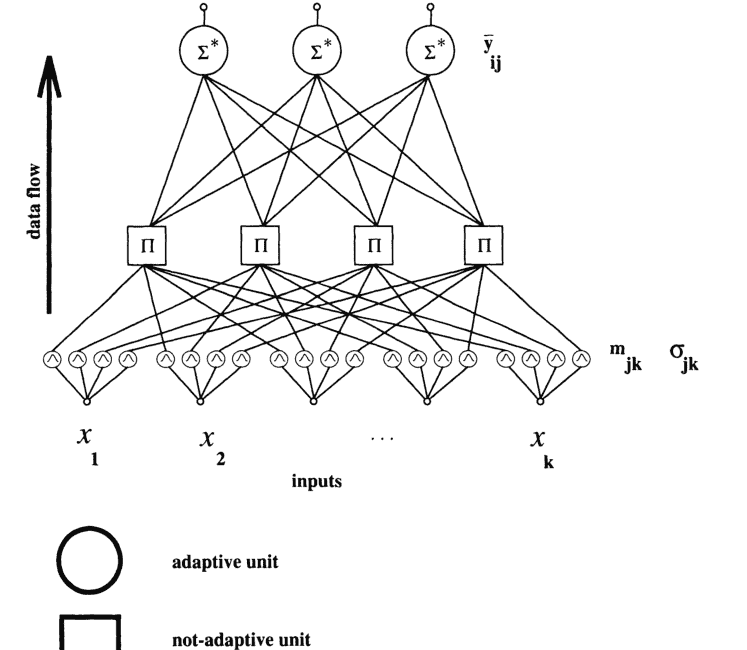 Σ* Σ* Σ* ȳ ij
data flow
Π Π Π Π
m jk σ jk
x 1 x 2 ... x k
inputs
adaptive unit
not-adaptive unit